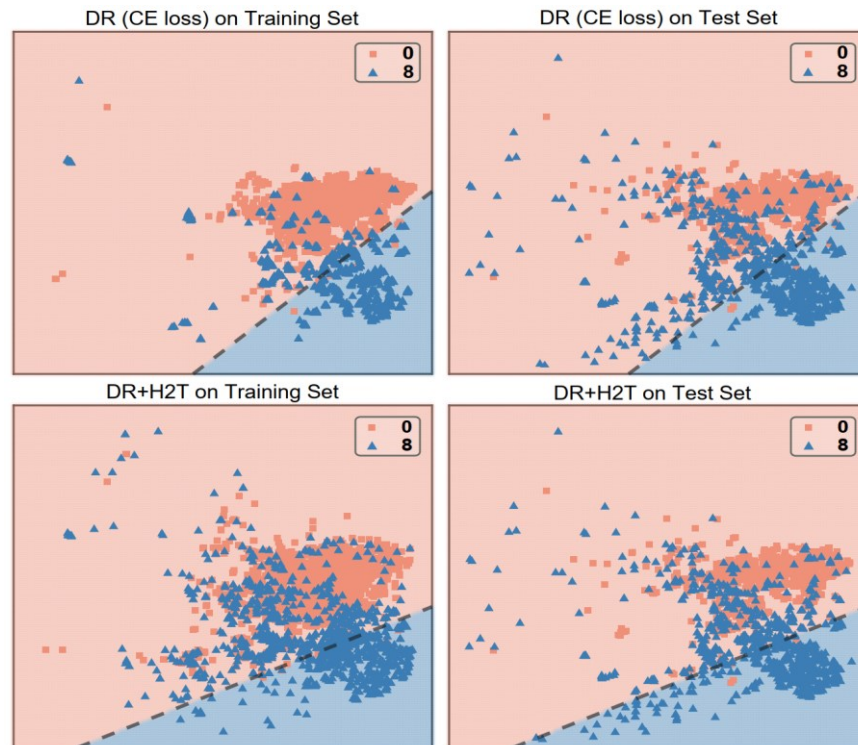 DR (CE loss) on Training Set
0
8
DR (CE loss) on Test Set
0
8
DR+H2T on Training Set
0
8
DR+H2T on Test Set
0
8